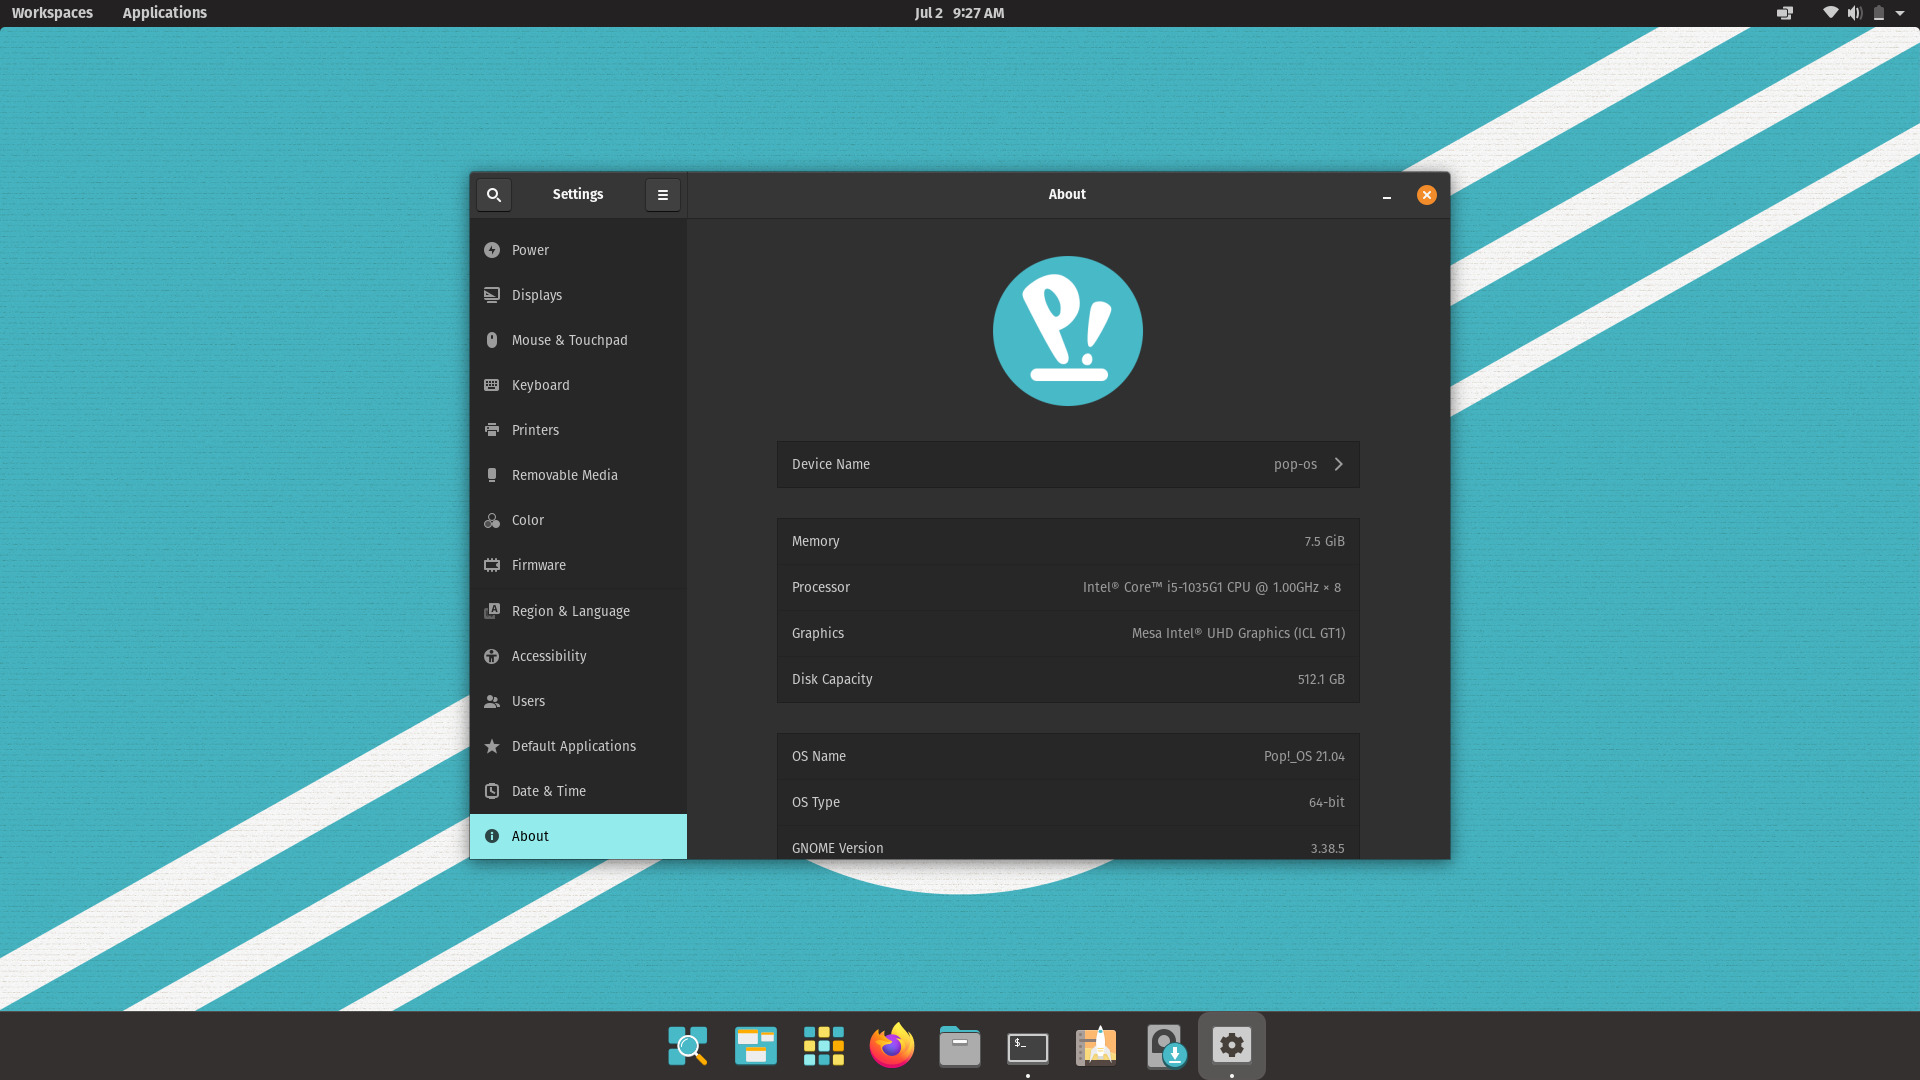 Workspaces Applications Jul 2 9:27 AM
Settings
About
Power
Displays
Mouse & Touchpad
Keyboard
Printers
Removable Media
Color
Firmware
Region & Language
Accessibility
Users
Default Applications
Date & Time
About
P!
Device Name pop-os
Memory 7.5 GiB
Processor Intel® Core™ i5-1035G1 CPU @ 1.00GHz × 8
Graphics Mesa Intel® UHD Graphics (ICL GT1)
Disk Capacity 512.1 GB
OS Name Pop!_OS 21.04
OS Type 64-bit
GNOME Version 3.38.5
$_